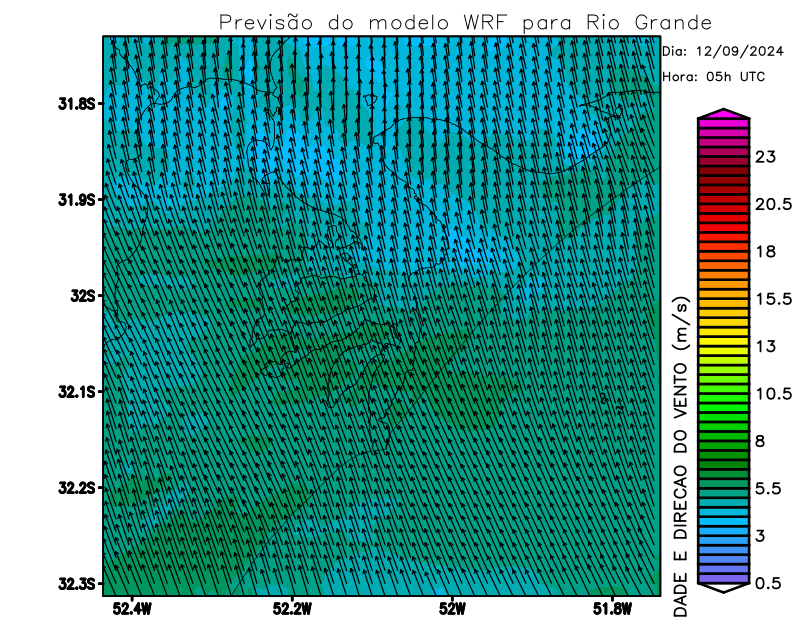 Previsão do modelo WRF para Rio Grande
Dia: 12/09/2024
Hora: 05h UTC
31.8S
31.9S
32S
32.1S
32.2S
32.3S
52.4W
52.2W
52W
51.8W
23
20.5
18
15.5
13
10.5
8
5.5
3
0.5
DADE E DIRECAO DO VENTO (m/s)